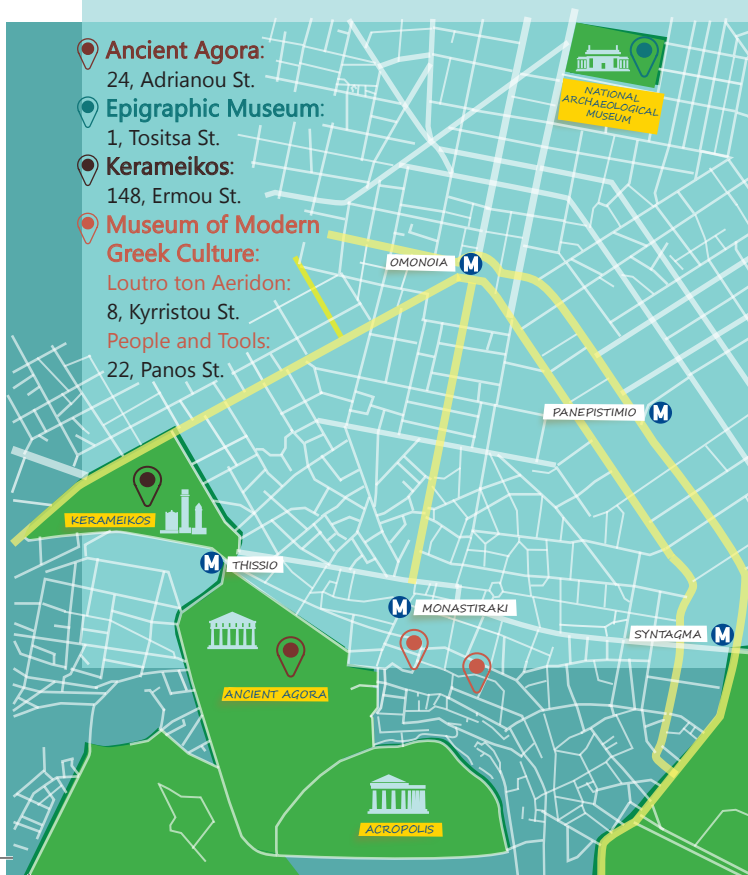 Ancient Agora:
24, Adrianou St.
Epigraphic Museum:
1, Tositsa St.
Kerameikos:
148, Ermou St.
Museum of Modern
Greek Culture:
Loutro ton Aeridon:
8, Kyrristou St.
People and Tools:
22, Panos St.
NATIONAL
ARCHAEOLOGICAL
MUSEUM
OMONOIA M
PANEPISTIMIO M
KERAMEIKOS
M THISSIO
M MONASTIRAKI
SYNTAGMA M
ANCIENT AGORA
ACROPOLIS